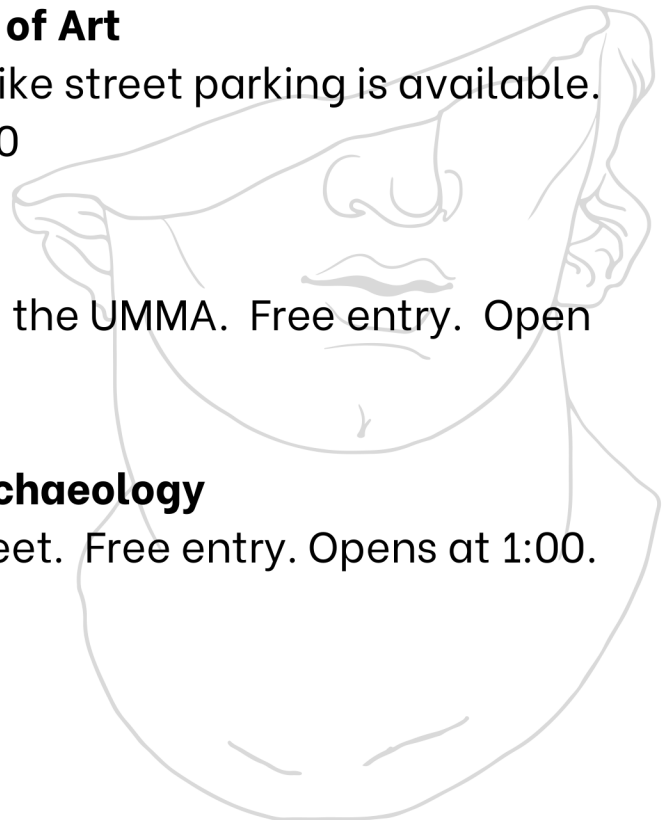 of Art
ike street parking is available.
0
the UMMA.  Free entry.  Open
chaeology
eet.  Free entry. Opens at 1:00.